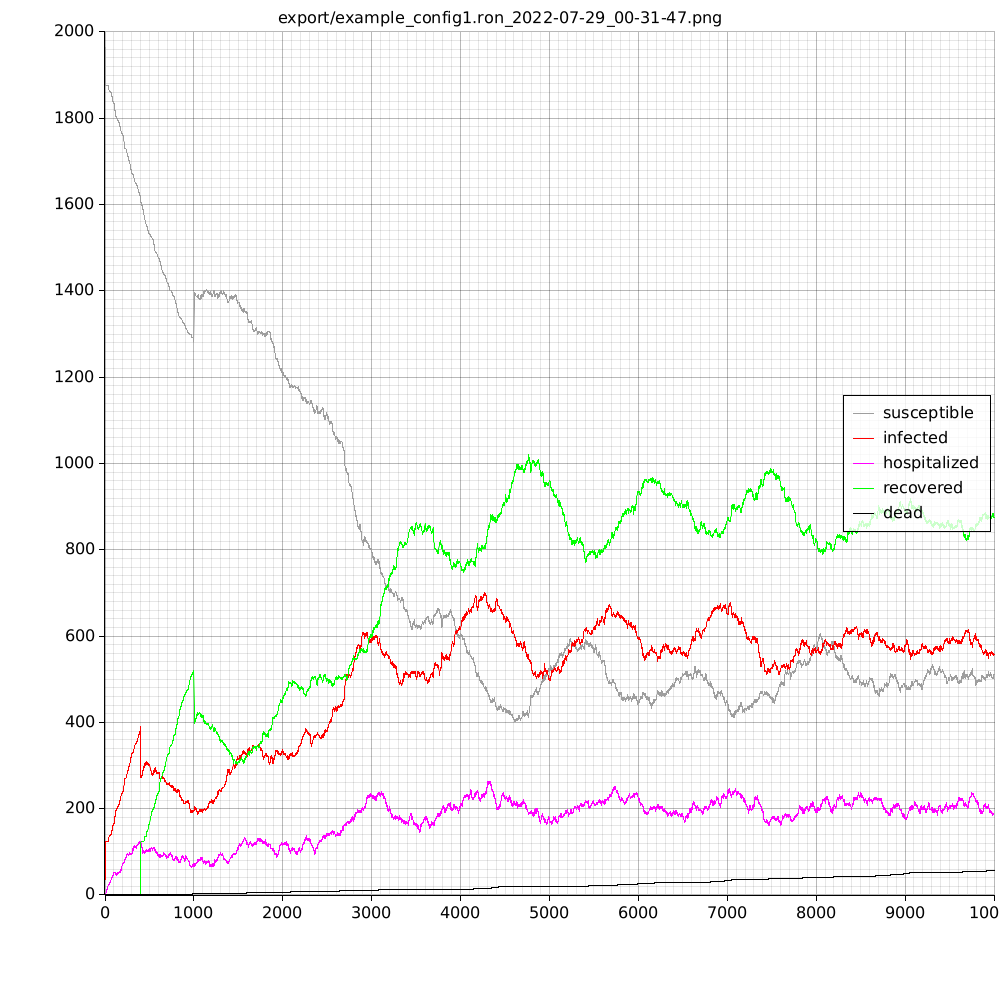 export/example_config1.ron_2022-07-29_00-31-47.png
2000
1800
1600
1400
1200
1000
800
600
400
200
0
susceptible
infected
hospitalized
recovered
dead
0 1000 2000 3000 4000 5000 6000 7000 8000 9000 100